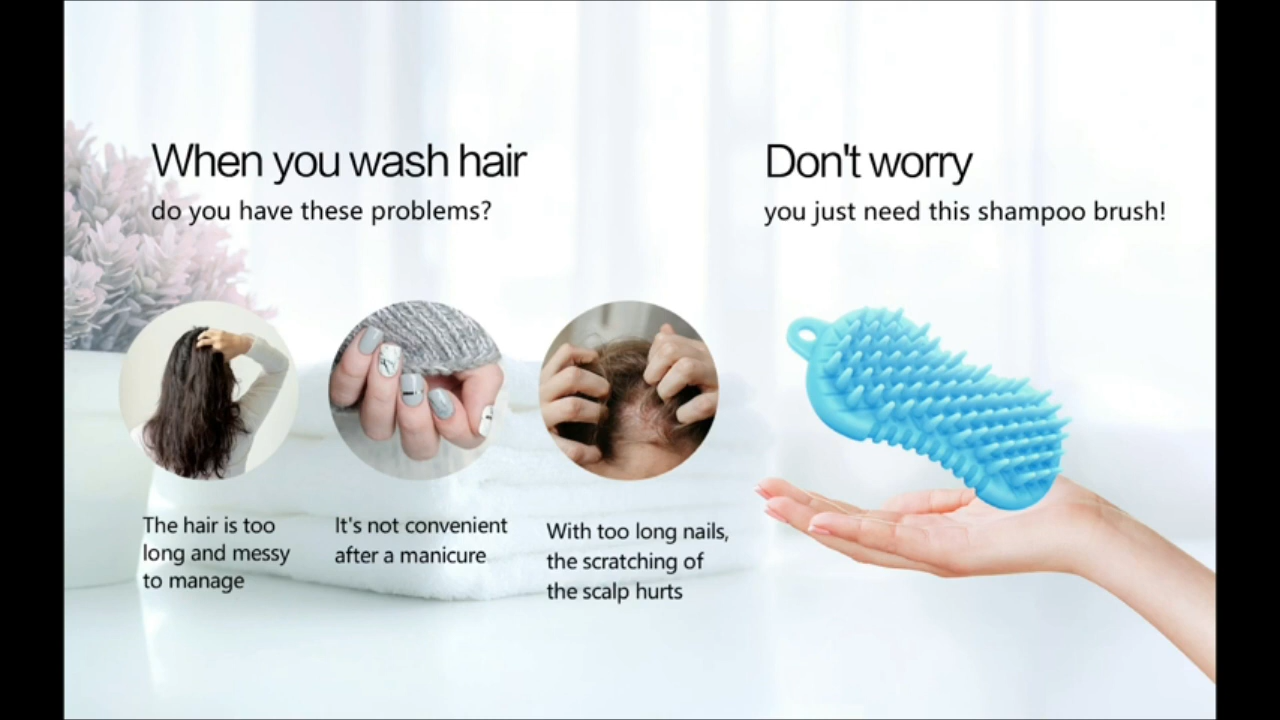 When you wash hair
do you have these problems?
Don't worry
you just need this shampoo brush!
The hair is too
long and messy
to manage
It's not convenient
after a manicure
With too long nails,
the scratching of
the scalp hurts